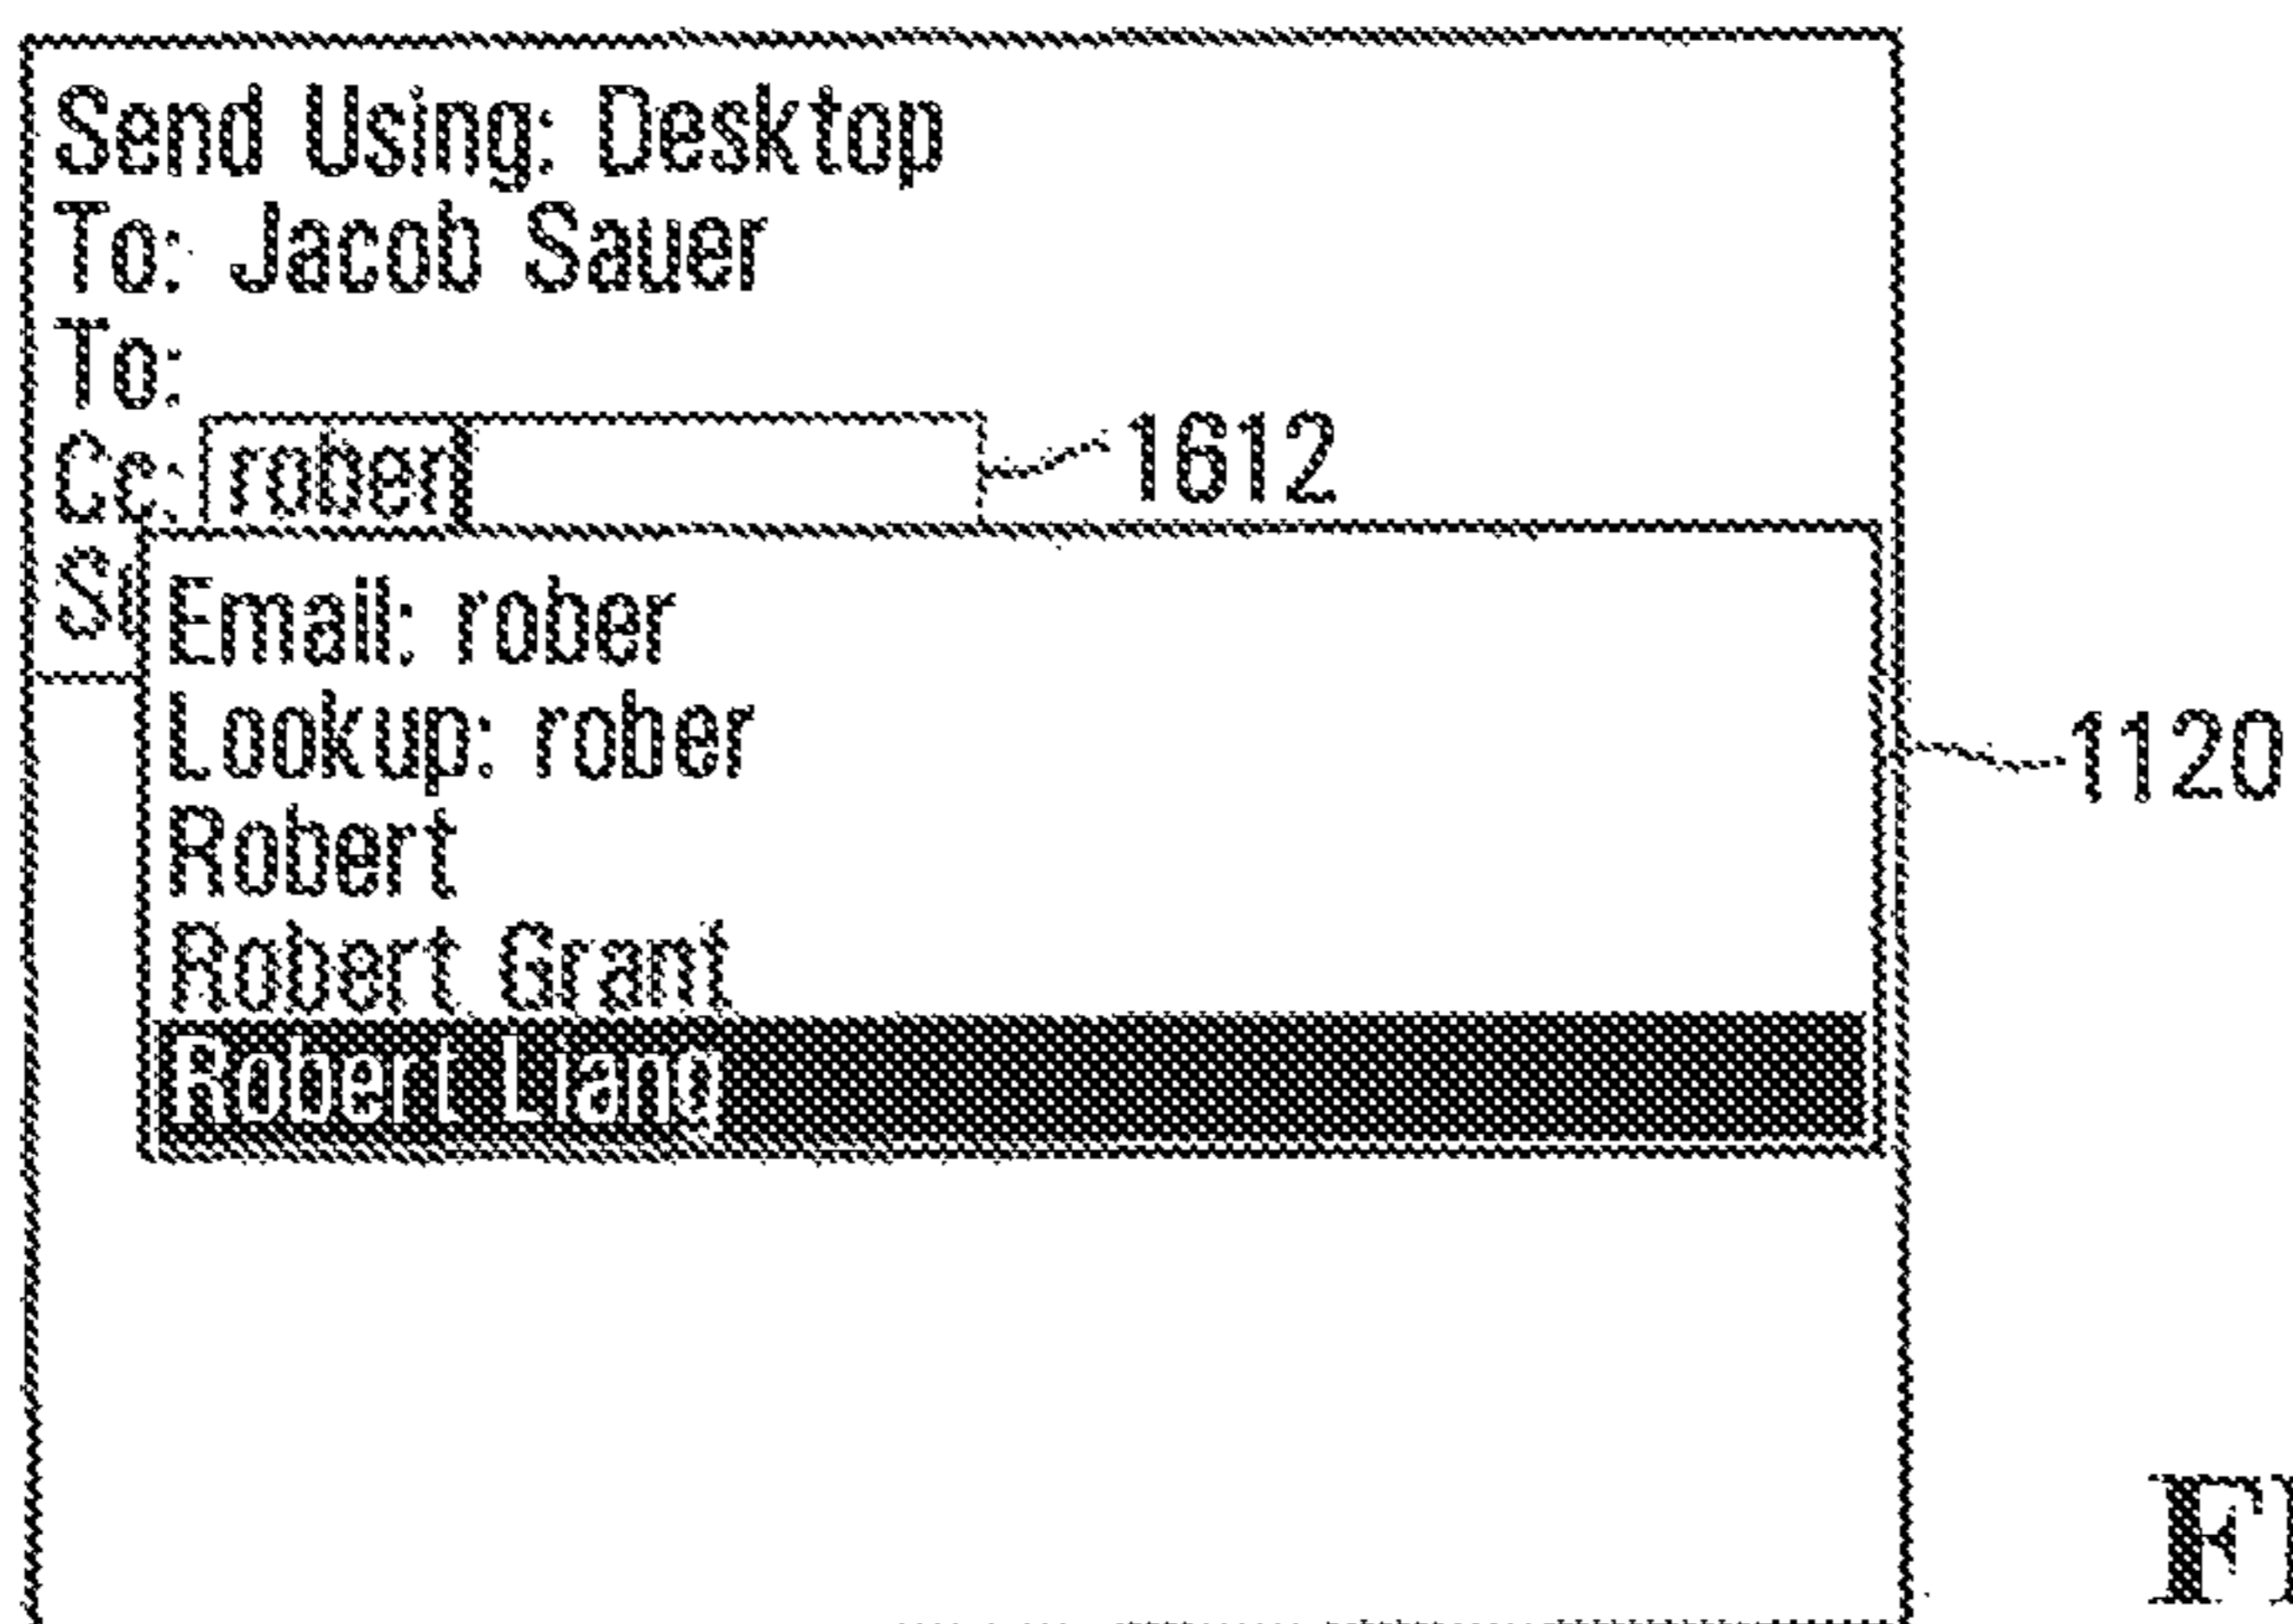 Send Using: Desktop
To: Jacob Sauer
To:
Cc: rober
1612
Email: rober
Lookup: rober
1120
Robert
Robert Grant
Robert Liang